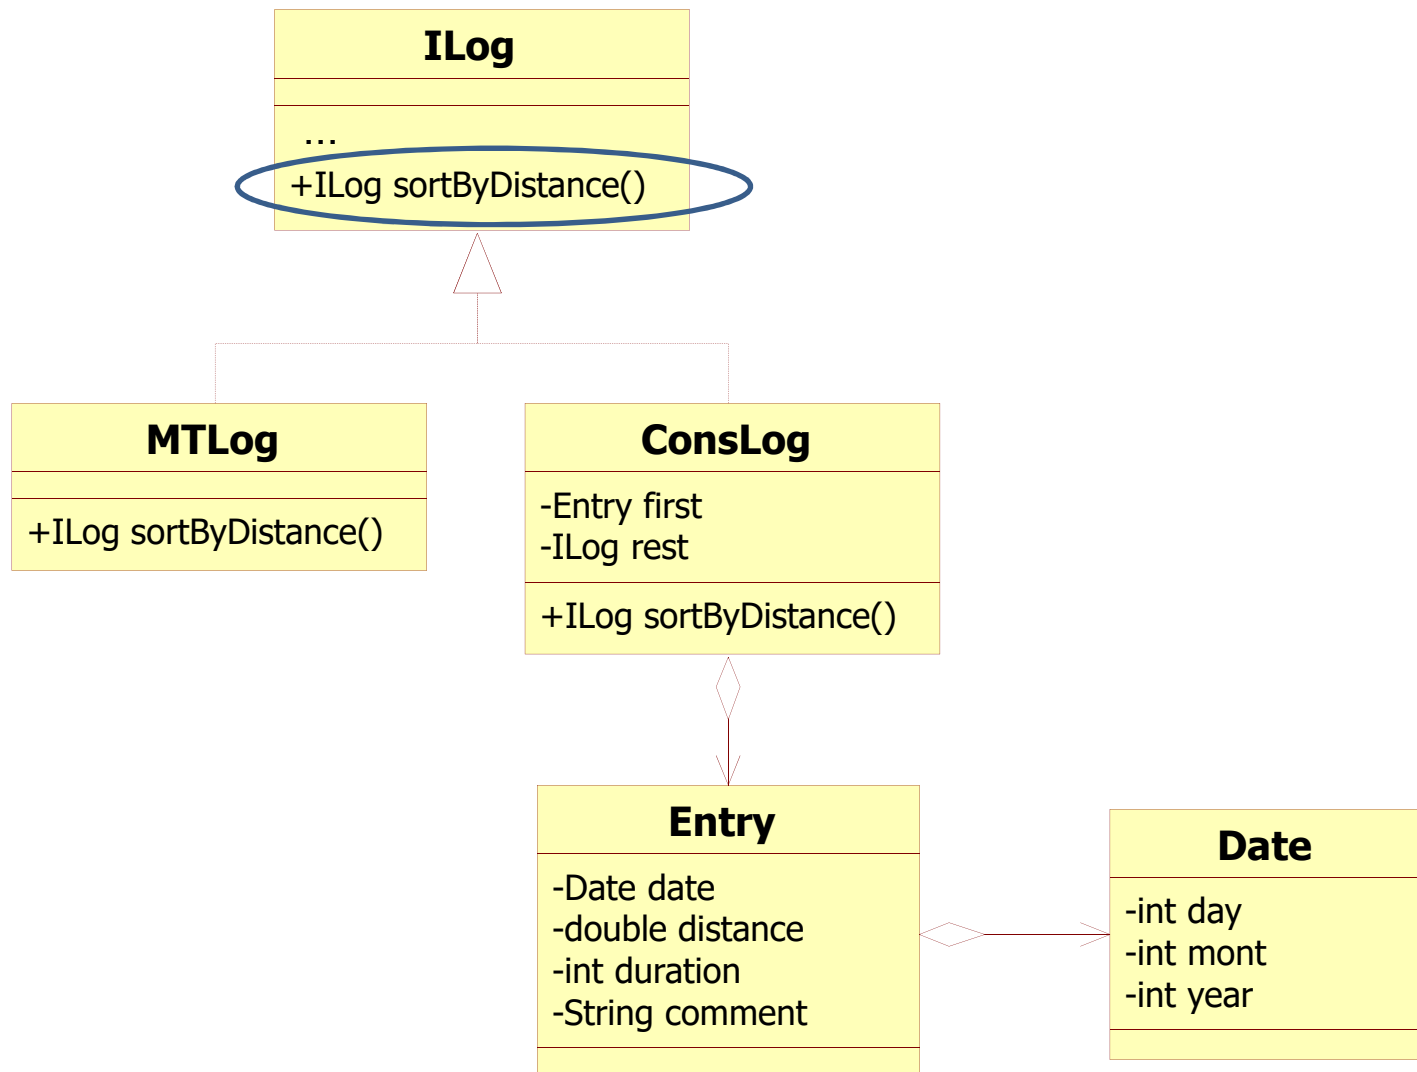 ILog
...
+ILog sortByDistance()
MTLog
+ILog sortByDistance()
ConsLog
-Entry first
-ILog rest
+ILog sortByDistance()
Entry
-Date date
-double distance
-int duration
-String comment
Date
-int day
-int mont
-int year